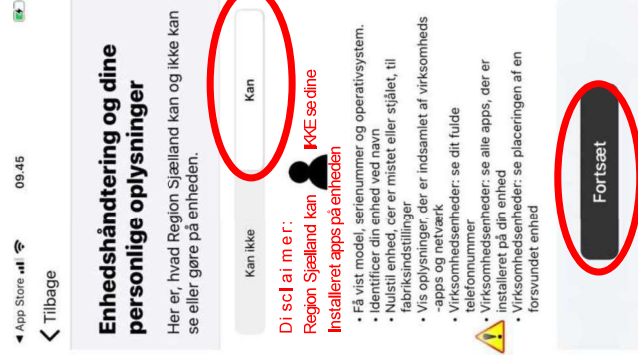 App Store
09.45
Tilbage
Enhedshåndtering og dine
personlige oplysninger
Her er, hvad Region Sjælland kan og ikke kan
se eller gøre på enheden.
Kan ikke
Kan
Disclaimer:
Region Sjælland kan IKKE se dine
Installeret apps på enheden
• Få vist model, serienummer og operativsystem.
• Identificer din enhed ved navn
• Nulstil enhed, cer er mistet eller stjålet, til
fabriksindstillinger
• Vis oplysninger, der er indsamlet af virksomheds
-apps og netværk
• Virksomhedsenheder: se dit fulde
telefonnummer
• Virksomhedsenheder: se alle apps, der er
installeret på din enhed
• Virksomhedsenheder: se placeringen af en
forsvundet enhed
Fortsæt